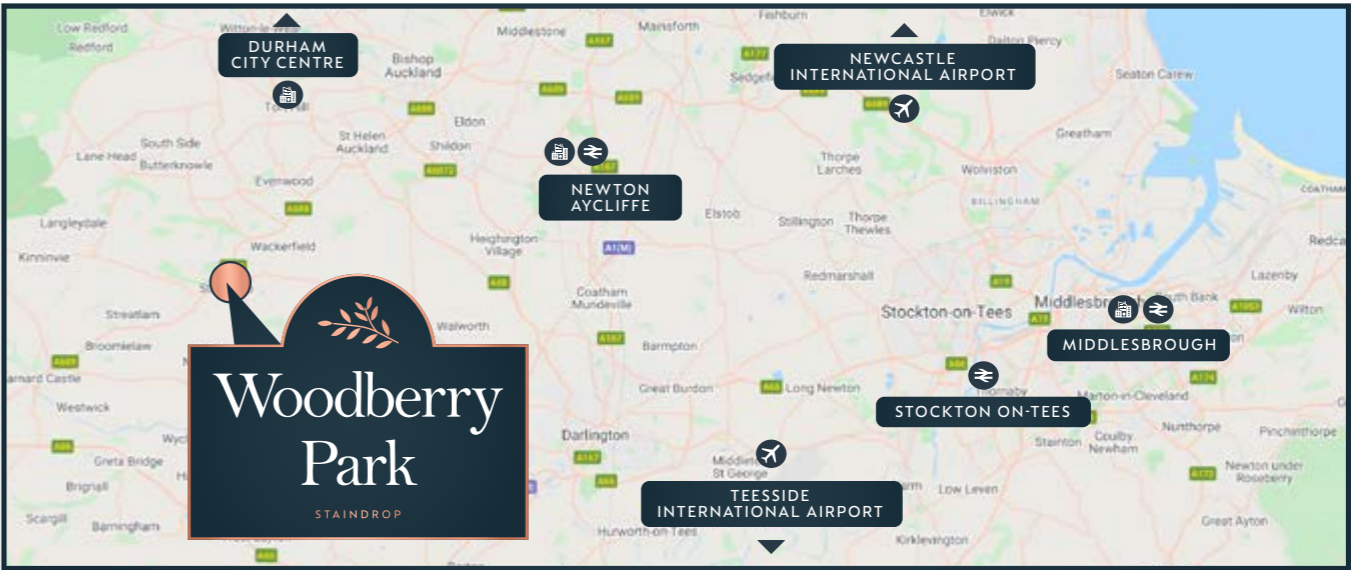 Low Redford
Redford
DURHAM
CITY CENTRE
Middlestone
Mainsforth
Fishburn
Elwick
Dalton Piercy
NEWCASTLE
INTERNATIONAL AIRPORT
Bishop
Auckland
Seaton Carew
Eldon
St Helen
Auckland
Shildon
South Side
Lane Head
Butterknowle
Evenwood
Greatham
Thorpe
Larches
Wolviston
NEWTON
AYCLIFFE
BILLINGHAM
Langleydale
Elstob
Stillington
Thorpe
Thewles
Kinninvie
Wackerfield
Heighington
Village
A1(M)
Redmarshall
Lazenby
Coatham
Mundeville
Streatlam
Walworth
Stockton-on-Tees
Wilton
Broomielaw
Barmpton
MIDDLESBROUGH
Great Burdon
Long Newton
Marton-in-Cleveland
Westwick
STOCKTON ON-TEES
Woodberry
Park
STAINDROP
Darlington
Stainton
Coulby
Newham
Nunthorpe
Pinchinthorpe
Greta Bridge
St George
Newton under
Roseberry
Brignall
Low Leven
TEESSIDE
INTERNATIONAL AIRPORT
Scargill
Barningham
Hurworth-on-Tees
Kirklevington
Great Ayton